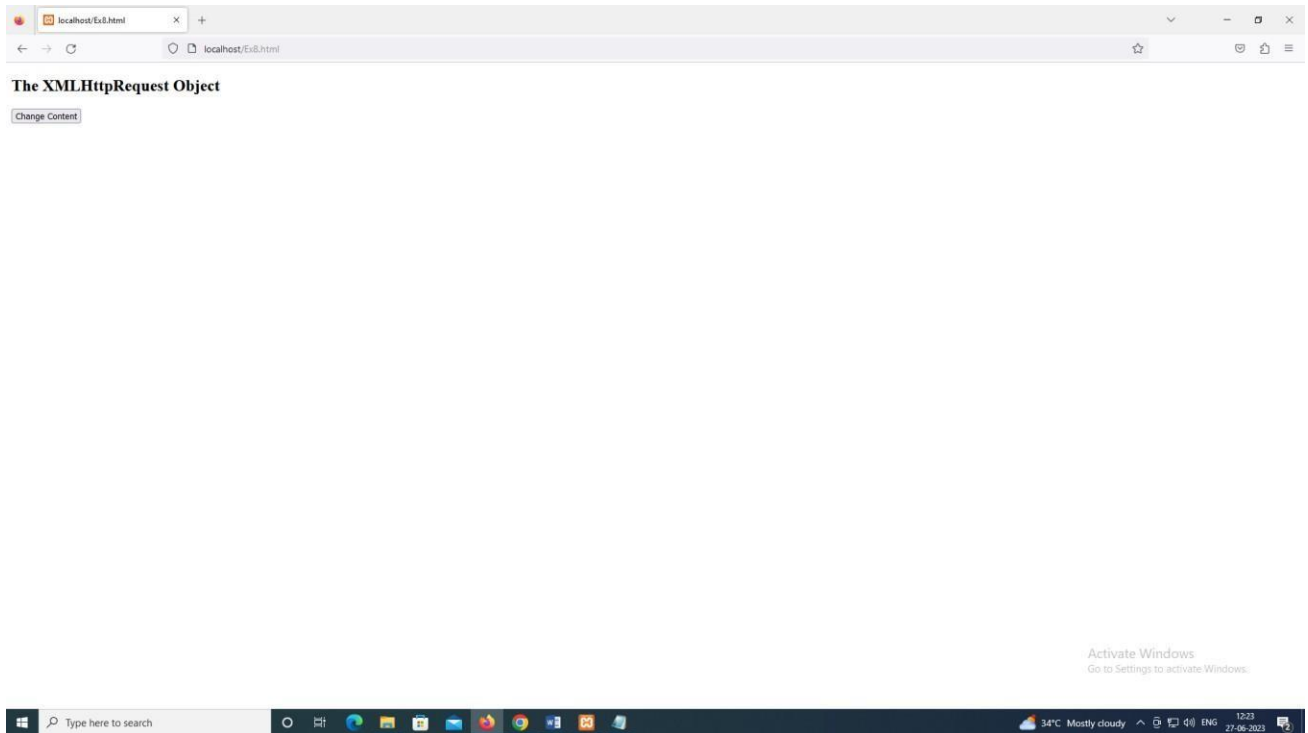 localhost/Ex8.html
localhost/Ex8.html
The XMLHttpRequest Object
Change Content
Activate Windows
Go to Settings to activate Windows.
Type here to search
34°C Mostly cloudy
ENG
12:23
27-06-2023
2